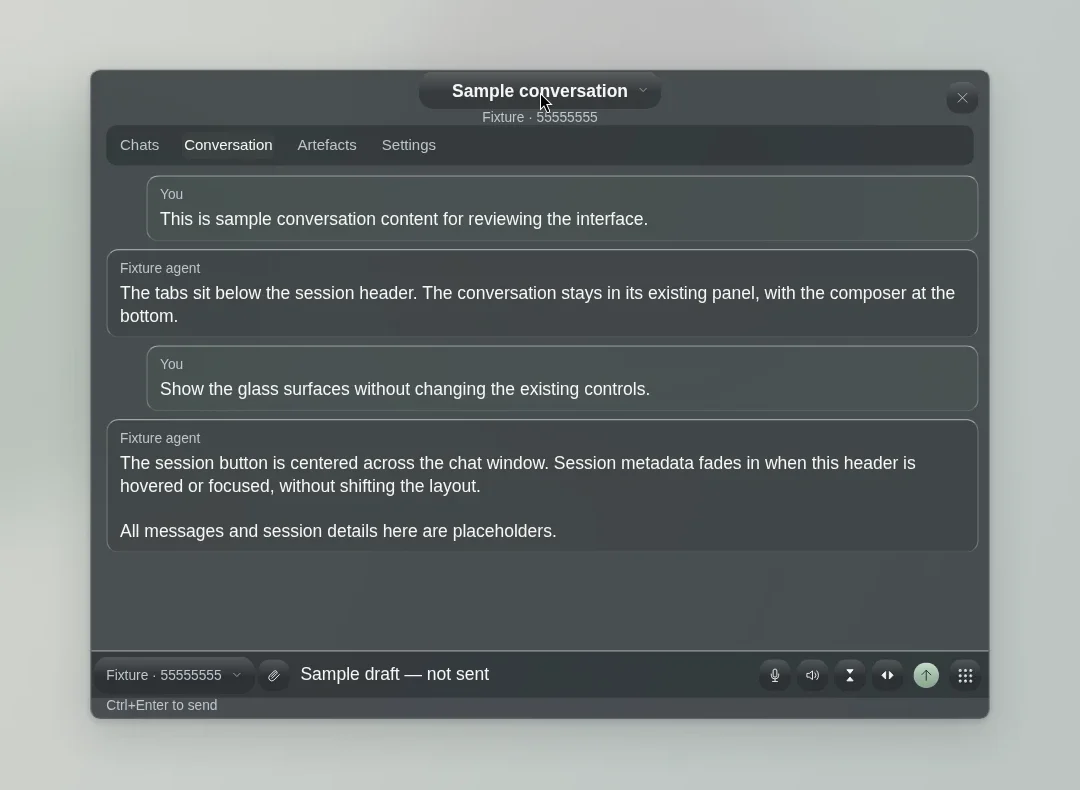 Sample conversation
Fixture · 55555555
Chats Conversation Artefacts Settings
You
This is sample conversation content for reviewing the interface.
Fixture agent
The tabs sit below the session header. The conversation stays in its existing panel, with the composer at the
bottom.
You
Show the glass surfaces without changing the existing controls.
Fixture agent
The session button is centered across the chat window. Session metadata fades in when this header is
hovered or focused, without shifting the layout.
All messages and session details here are placeholders.
Fixture · 55555555 Sample draft — not sent
Ctrl+Enter to send